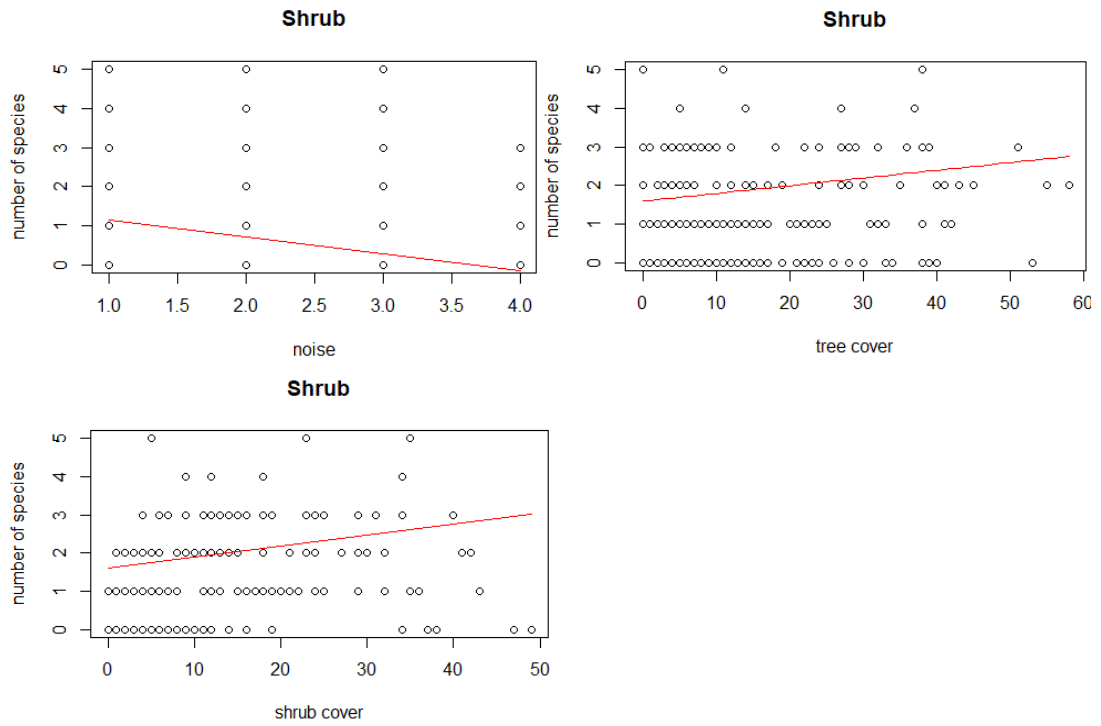 Shrub
number of species
0 1 2 3 4 5
1.0 1.5 2.0 2.5 3.0 3.5 4.0
noise
Shrub
number of species
0 1 2 3 4 5
0 10 20 30 40 50 60
tree cover
Shrub
number of species
0 1 2 3 4 5
0 10 20 30 40 50
shrub cover